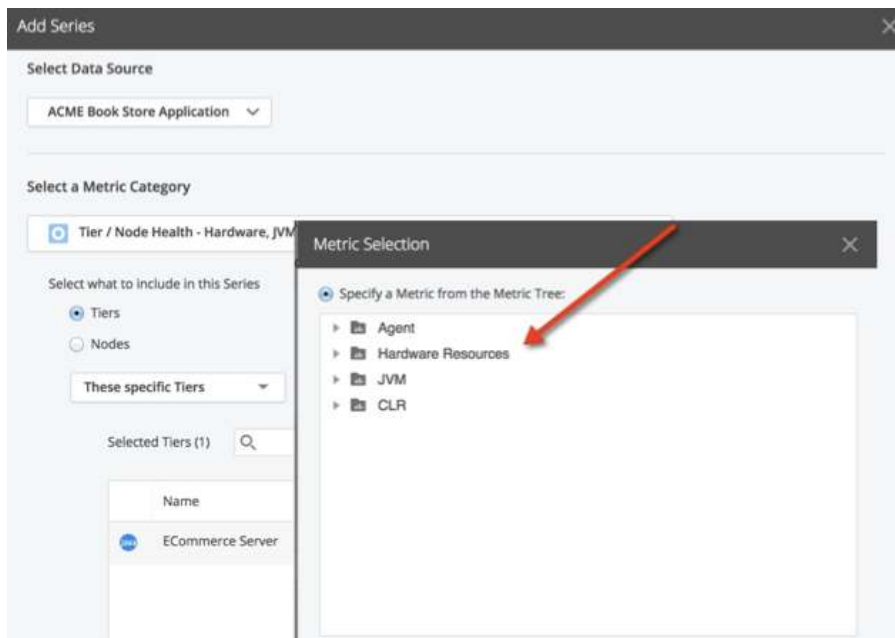 Add Series
Select Data Source
ACME Book Store Application
Select a Metric Category
Tier / Node Health - Hardware, JVM
Metric Selection
Select what to include in this Series
Tiers
Nodes
These specific Tiers
Selected Tiers (1)
Name
ECommerce Server
Specify a Metric from the Metric Tree:
Agent
Hardware Resources
JVM
CLR